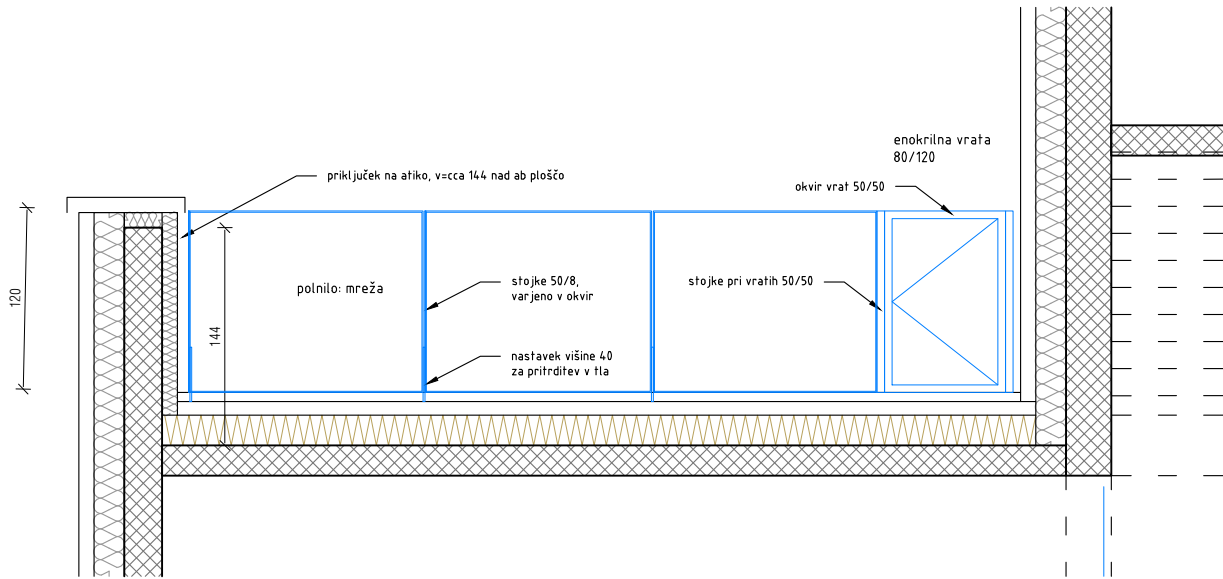 enokrilna vrata
80/120
priključek na atiko, v=cca 144 nad ab ploščo
okvir vrat 50/50
120
144
polnilo: mreža
stojke 50/8,
varjeno v okvir
stojke pri vratih 50/50
nastavek višine 40
za pritrditev v tla